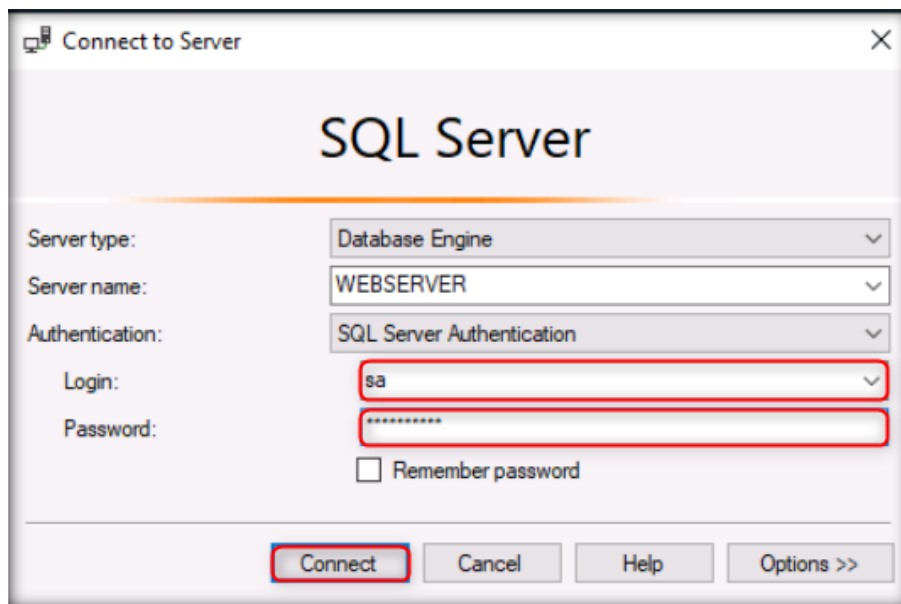 Connect to Server
SQL Server
Server type: Database Engine
Server name: WEBSERVER
Authentication: SQL Server Authentication
Login: sa
Password: **********
Remember password
Connect Cancel Help Options >>